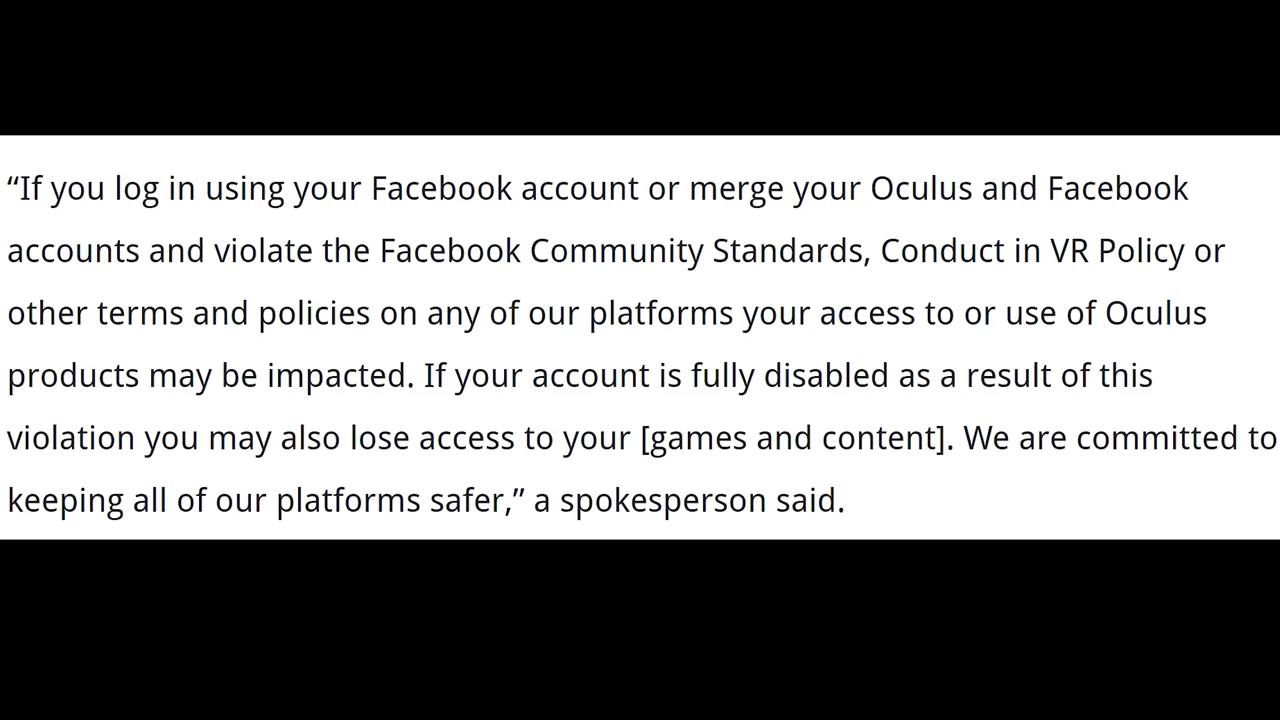 “If you log in using your Facebook account or merge your Oculus and Facebook
accounts and violate the Facebook Community Standards, Conduct in VR Policy or
other terms and policies on any of our platforms your access to or use of Oculus
products may be impacted. If your account is fully disabled as a result of this
violation you may also lose access to your [games and content]. We are committed to
keeping all of our platforms safer,” a spokesperson said.